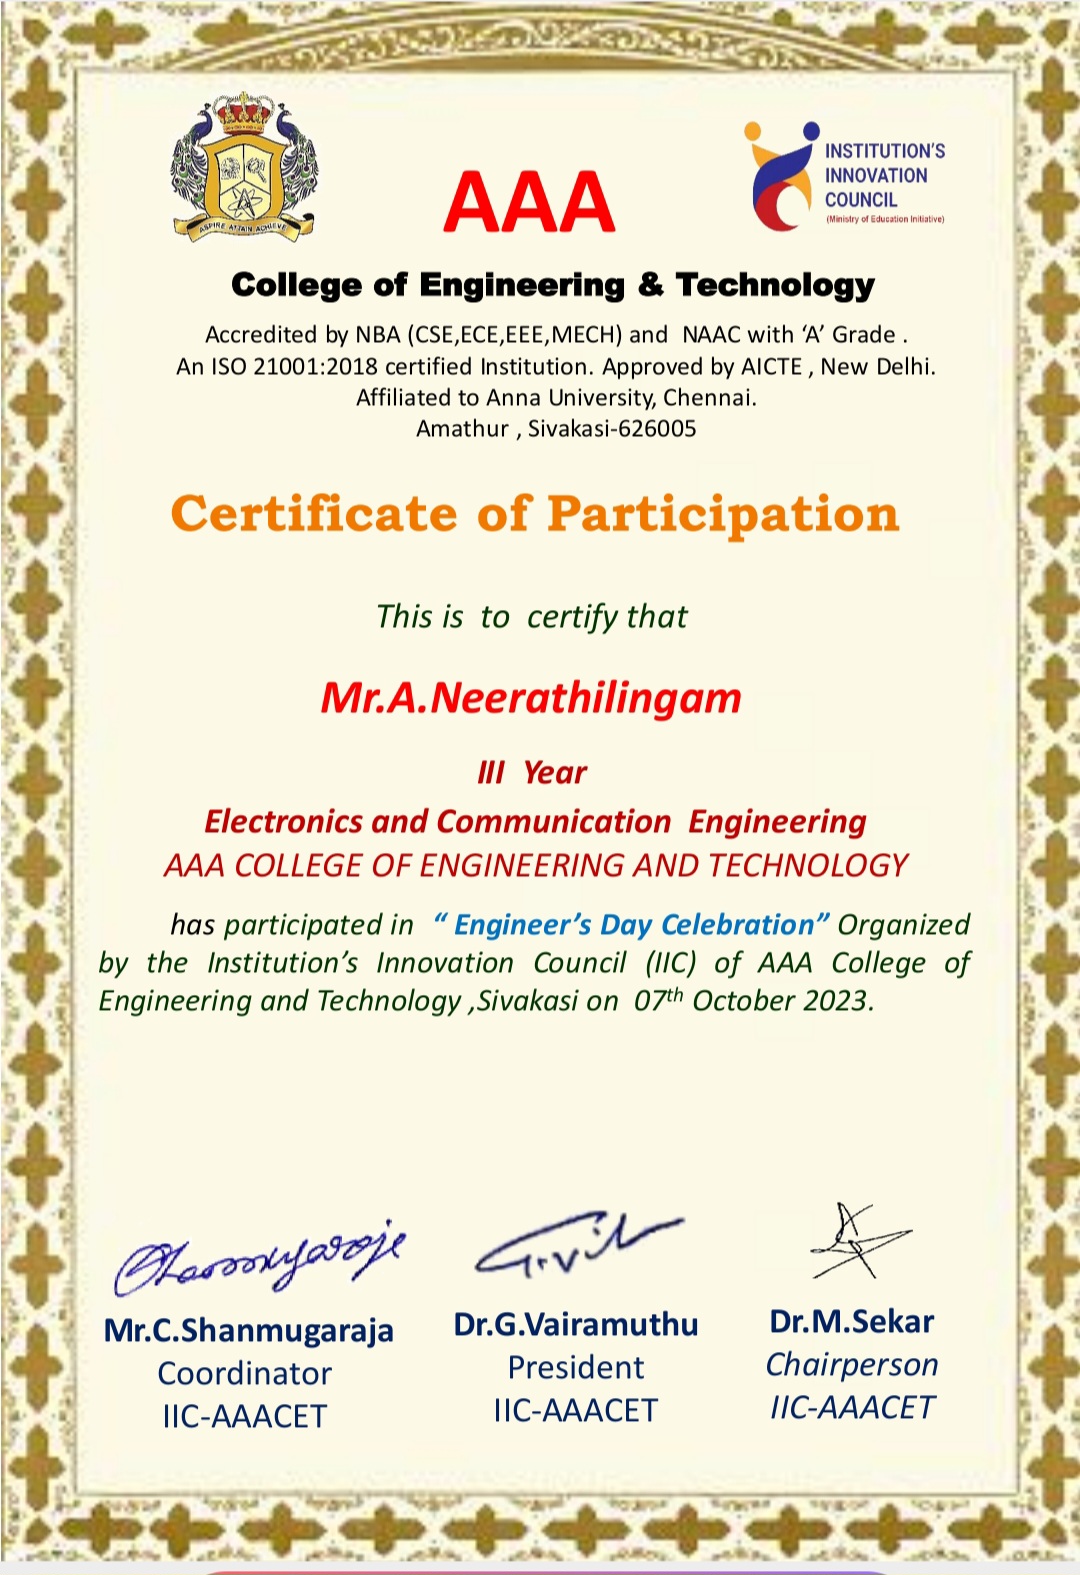 ASPIRE ATTAIN ACHIEVE
INSTITUTION'S
INNOVATION
COUNCIL
(Ministry of Education Initiative)
AAA
College of Engineering & Technology
Accredited by NBA (CSE,ECE,EEE,MECH) and  NAAC with ‘A’ Grade .
An ISO 21001:2018 certified Institution. Approved by AICTE , New Delhi.
Affiliated to Anna University, Chennai.
Amathur , Sivakasi-626005
Certificate of Participation
This is  to  certify that
Mr.A.Neerathilingam
III  Year
Electronics and Communication  Engineering
AAA COLLEGE OF ENGINEERING AND TECHNOLOGY
has participated in  “ Engineer’s Day Celebration” Organized
by the Institution’s Innovation Council (IIC) of AAA College of
Engineering and Technology ,Sivakasi on  07th October 2023.
Mr.C.Shanmugaraja
Coordinator
IIC-AAACET
Dr.G.Vairamuthu
President
IIC-AAACET
Dr.M.Sekar
Chairperson
IIC-AAACET